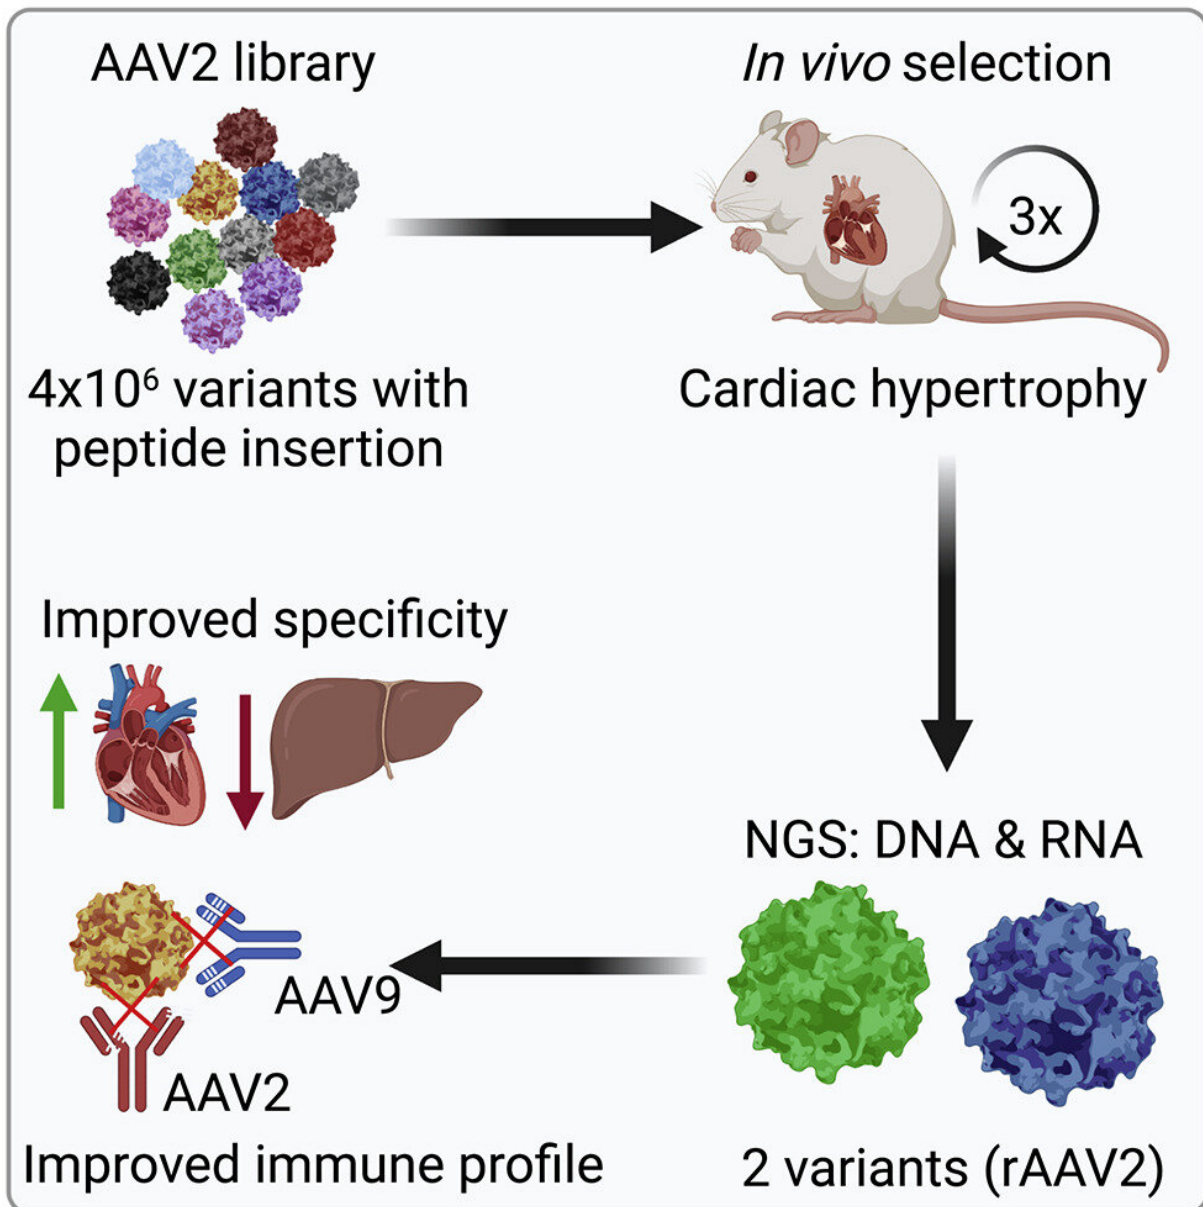 AAV2 library
In vivo selection
3x
4x10⁶ variants with
peptide insertion
Cardiac hypertrophy
Improved specificity
NGS: DNA & RNA
AAV9
AAV2
Improved immune profile
2 variants (rAAV2)